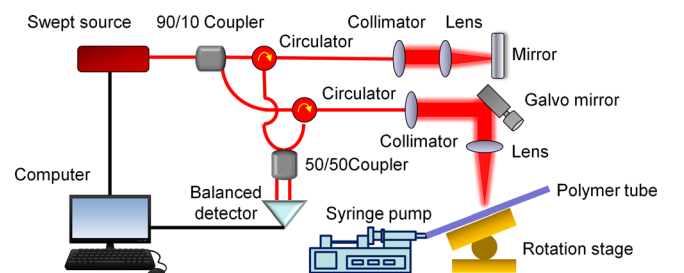 90/10 Coupler
Collimator
Lens
Swept source
Circulator
Mirror
Circulator
Galvo mirror
Collimator
Lens
50/50Coupler
Computer
Balanced
detector
Polymer tube
Syringe pump
Rotation stage